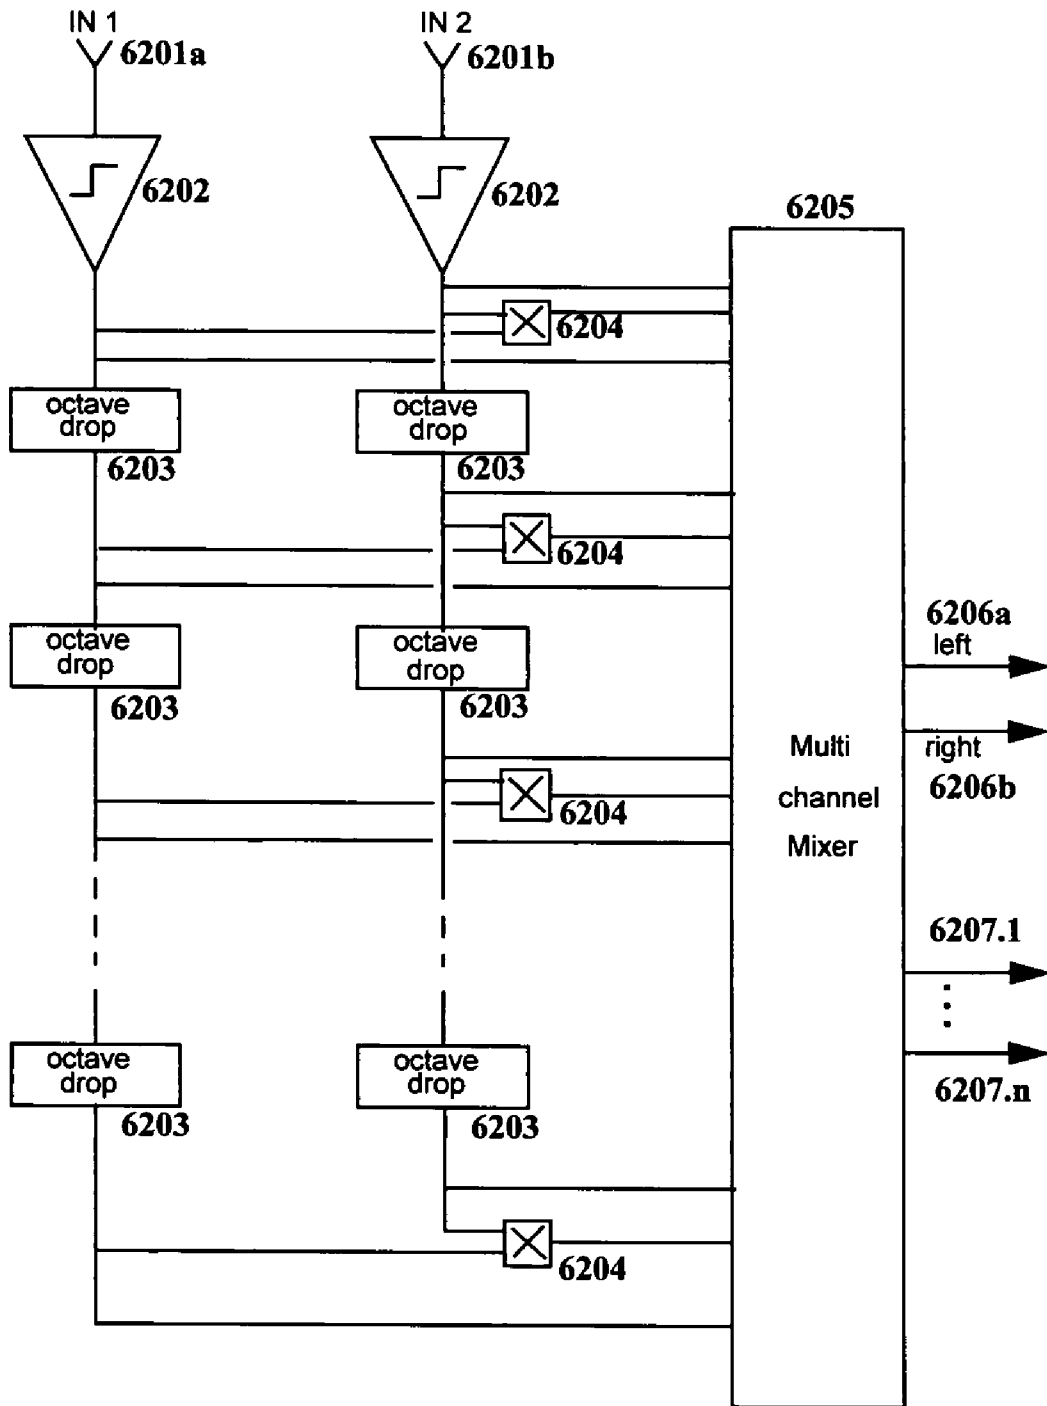 IN 1
6201a
IN 2
6201b
6202
6202
6205
6204
octave
drop
6203
octave
drop
6203
6204
octave
drop
6203
octave
drop
6203
6206a
left
right
6206b
Multi
channel
Mixer
6204
6207.1
6207.n
octave
drop
6203
octave
drop
6203
6204